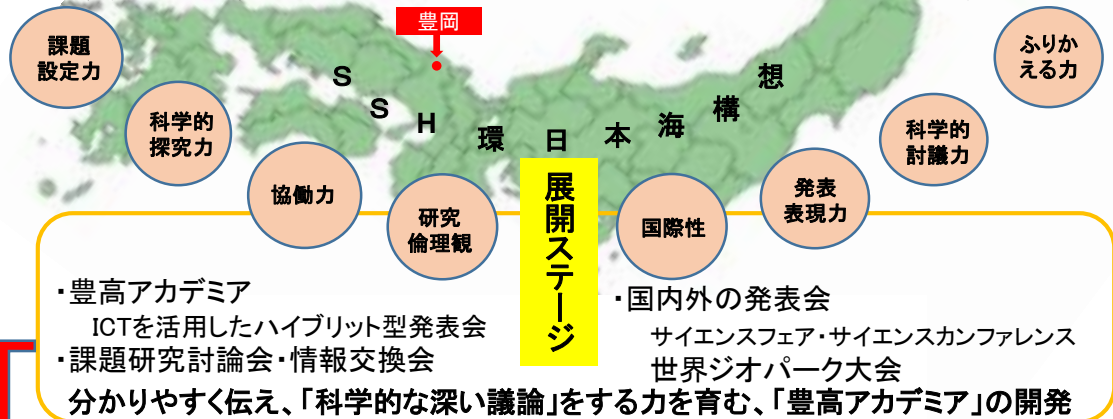 豊岡
課題
設定力
ふりか
える力
SSH環日本海構想
科学的
探究力
科学的
討議力
協働力
発表
表現力
研究
倫理観
国際性
展開ステージ
・豊高アカデミア
ICTを活用したハイブリット型発表会
・課題研究討論会・情報交換会
・国内外の発表会
サイエンスフェア・サイエンスカンファレンス
世界ジオパーク大会
分かりやすく伝え、「科学的な深い議論」をする力を育む、「豊高アカデミア」の開発